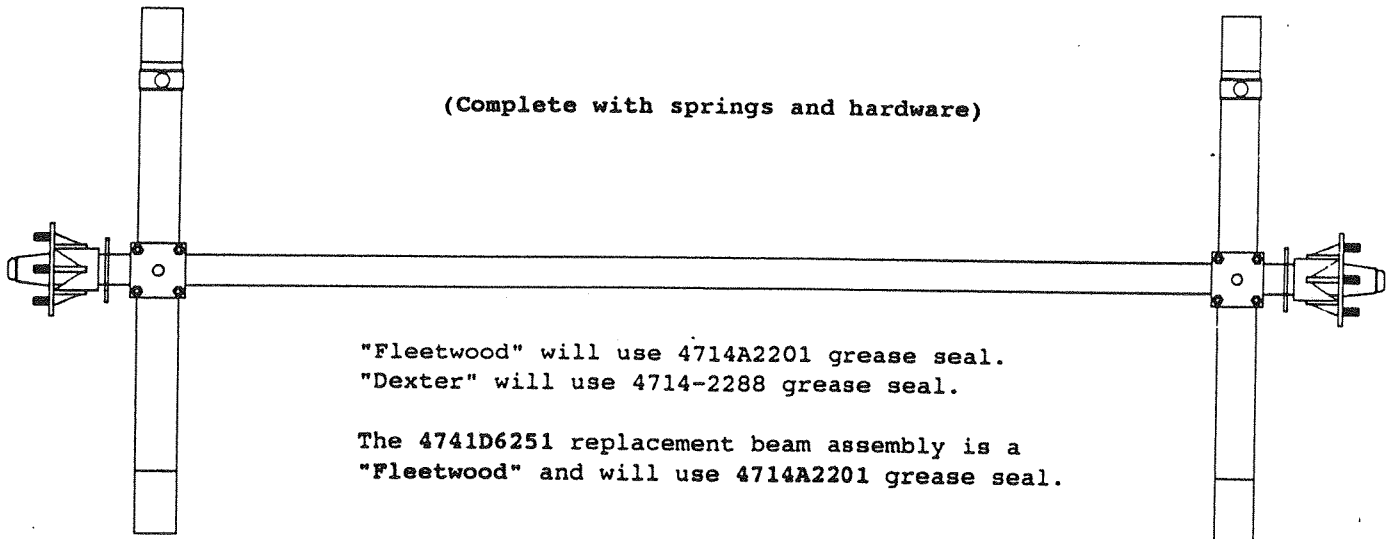 (Complete with springs and hardware)
"Fleetwood" will use 4714A2201 grease seal.
"Dexter" will use 4714-2288 grease seal.
The 4741D6251 replacement beam assembly is a
"Fleetwood" and will use 4714A2201 grease seal.